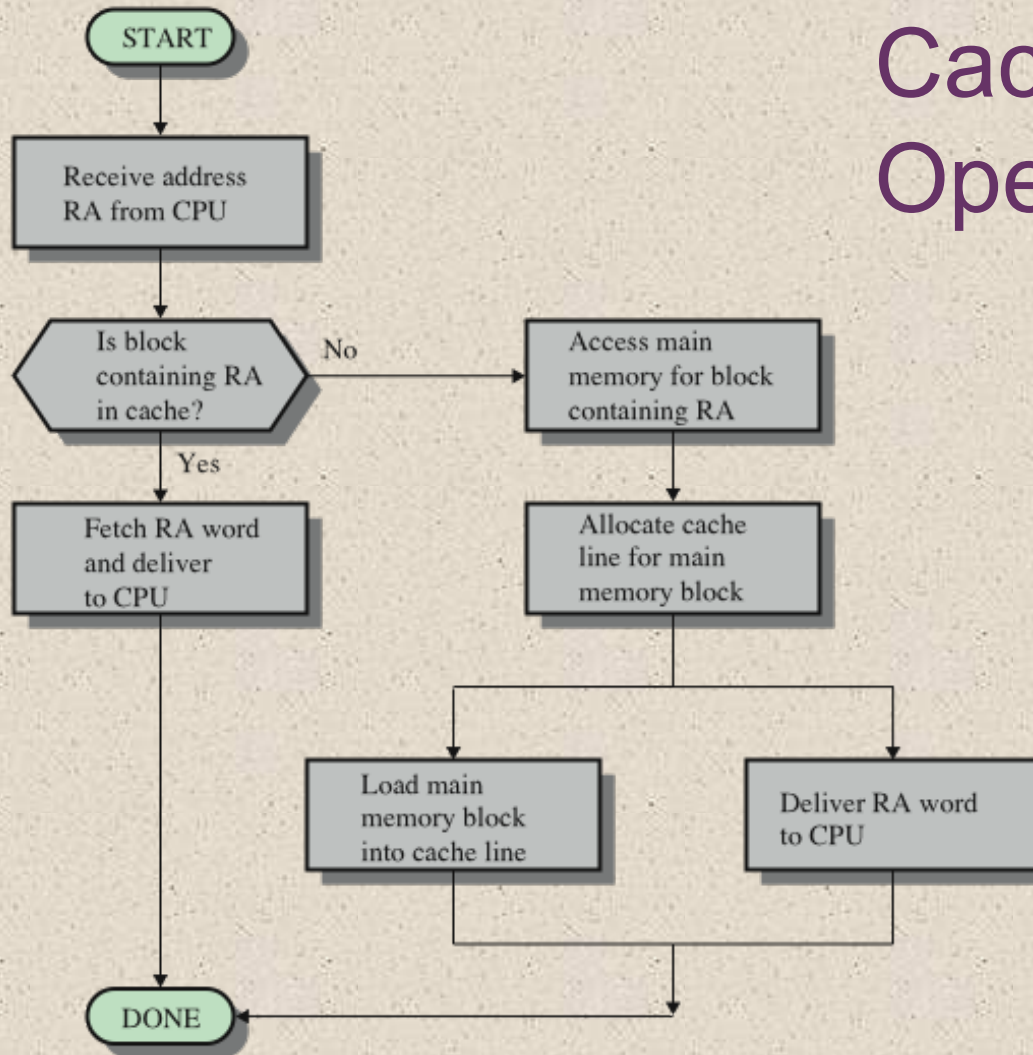 Cac
Ope
START
Receive address
RA from CPU
Is block
containing RA
in cache?
No
Yes
Access main
memory for block
containing RA
Fetch RA word
and deliver
to CPU
Allocate cache
line for main
memory block
Load main
memory block
into cache line
Deliver RA word
to CPU
DONE